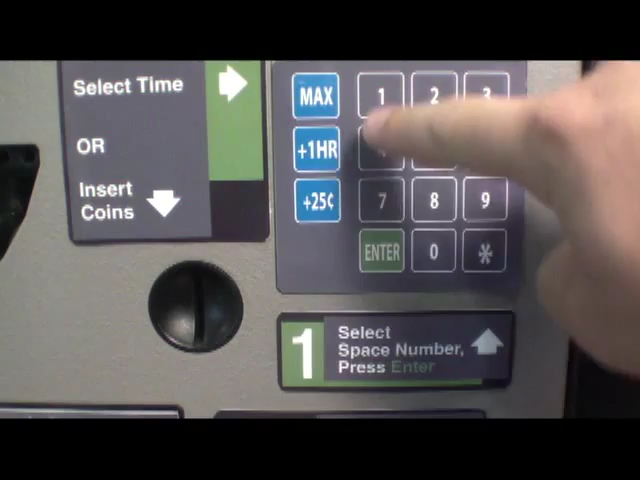 Select Time
OR
Insert
Coins
MAX 1 2 3
+1HR
+25¢ 7 8 9
ENTER 0 *
1
Select
Space Number,
Press Enter